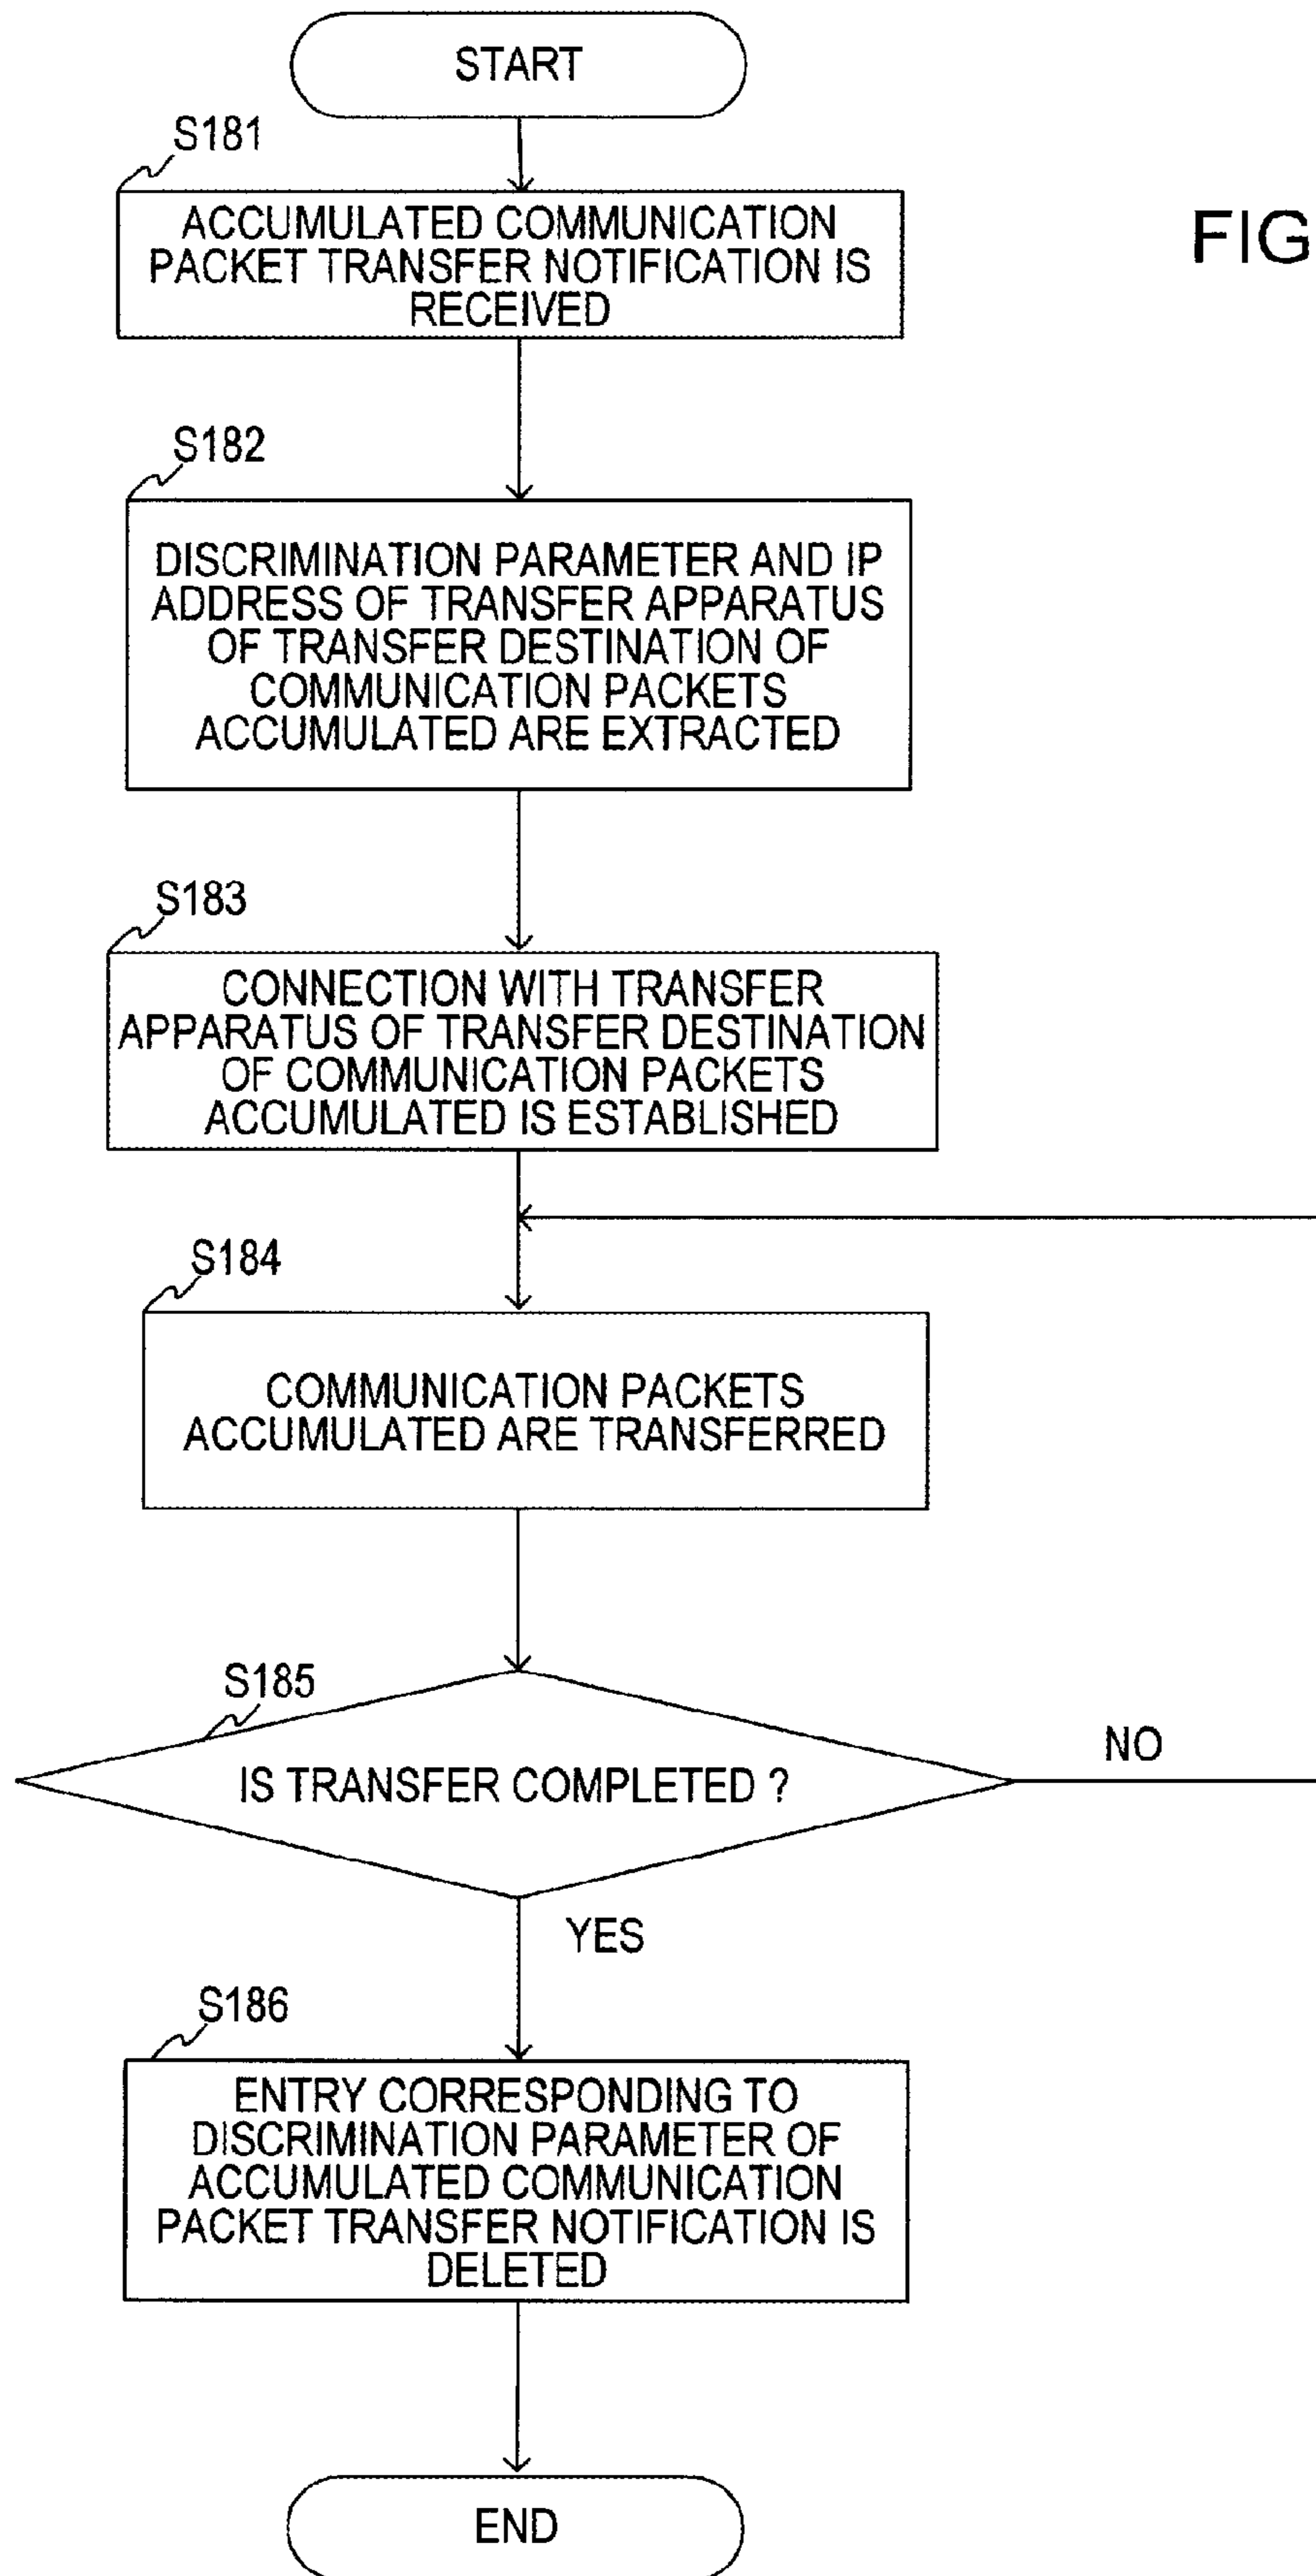 START
S181
ACCUMULATED COMMUNICATION
PACKET TRANSFER NOTIFICATION IS
RECEIVED
FIG
S182
DISCRIMINATION PARAMETER AND IP
ADDRESS OF TRANSFER APPARATUS
OF TRANSFER DESTINATION OF
COMMUNICATION PACKETS
ACCUMULATED ARE EXTRACTED
S183
CONNECTION WITH TRANSFER
APPARATUS OF TRANSFER DESTINATION
OF COMMUNICATION PACKETS
ACCUMULATED IS ESTABLISHED
S184
COMMUNICATION PACKETS
ACCUMULATED ARE TRANSFERRED
S185
IS TRANSFER COMPLETED ?
NO
YES
S186
ENTRY CORRESPONDING TO
DISCRIMINATION PARAMETER OF
ACCUMULATED COMMUNICATION
PACKET TRANSFER NOTIFICATION IS
DELETED
END